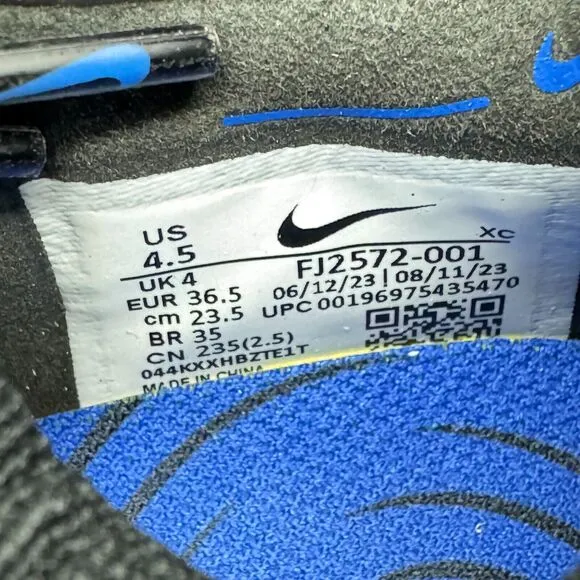 US
4.5
XC
UK 4
FJ2572-001
EUR 36.5
06/12/23 | 08/11/23
cm 23.5
UPC 00196975435470
BR 35
CN 235(2.5)
044KXXHBZTE1T
MADE IN CHINA